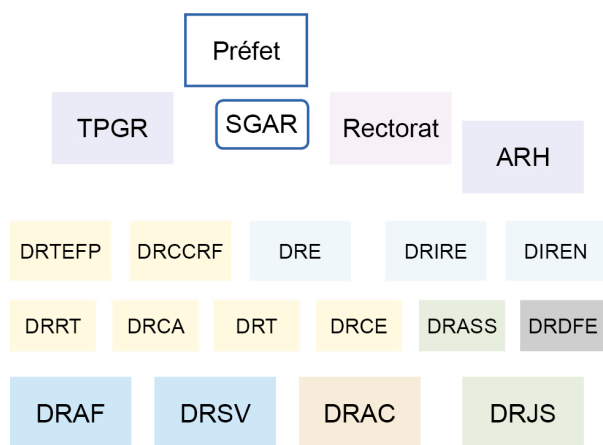 Préfet
TPGR
SGAR
Rectorat
ARH
DRTEFP
DRCCRF
DRE
DRIRE
DIREN
DRRT
DRCA
DRT
DRCE
DRASS
DRDFE
DRAF
DRSV
DRAC
DRJS